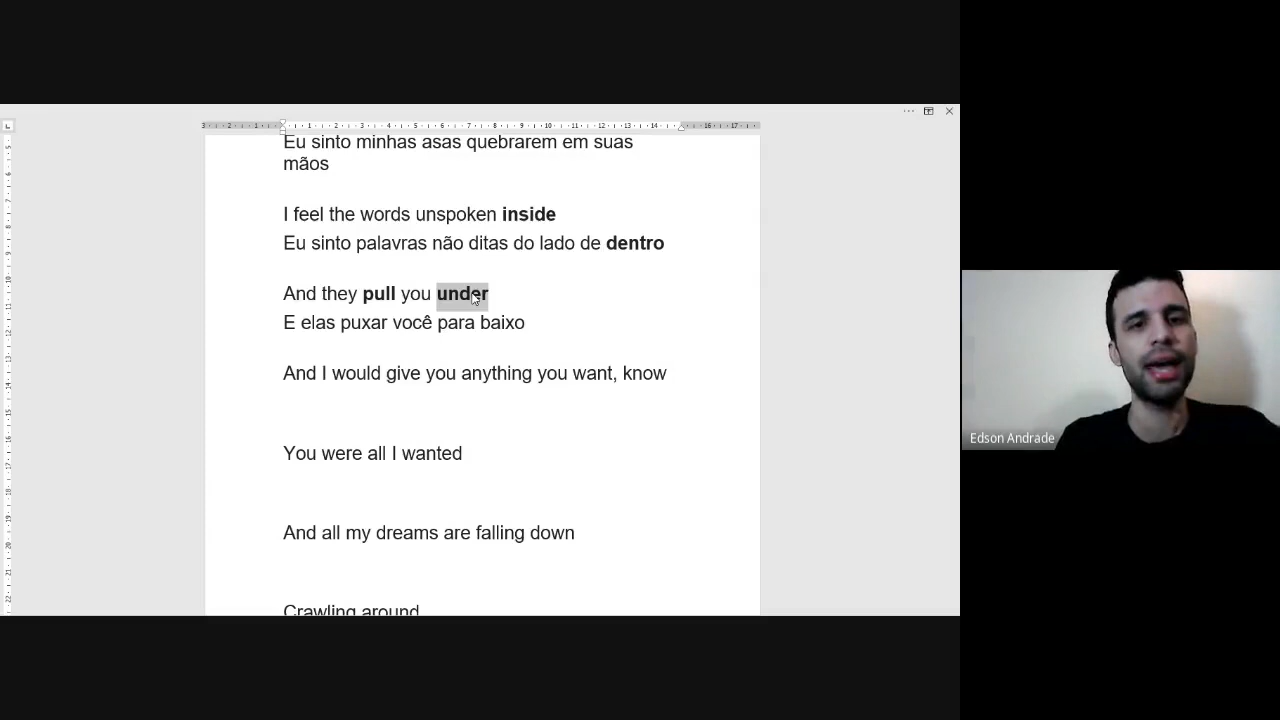 Eu sinto minhas asas quebrarem em suas
mãos
I feel the words unspoken inside
Eu sinto palavras não ditas do lado de dentro
And they pull you under
E elas puxar você para baixo
And I would give you anything you want, know
You were all I wanted
And all my dreams are falling down
Crawling around
Edson Andrade